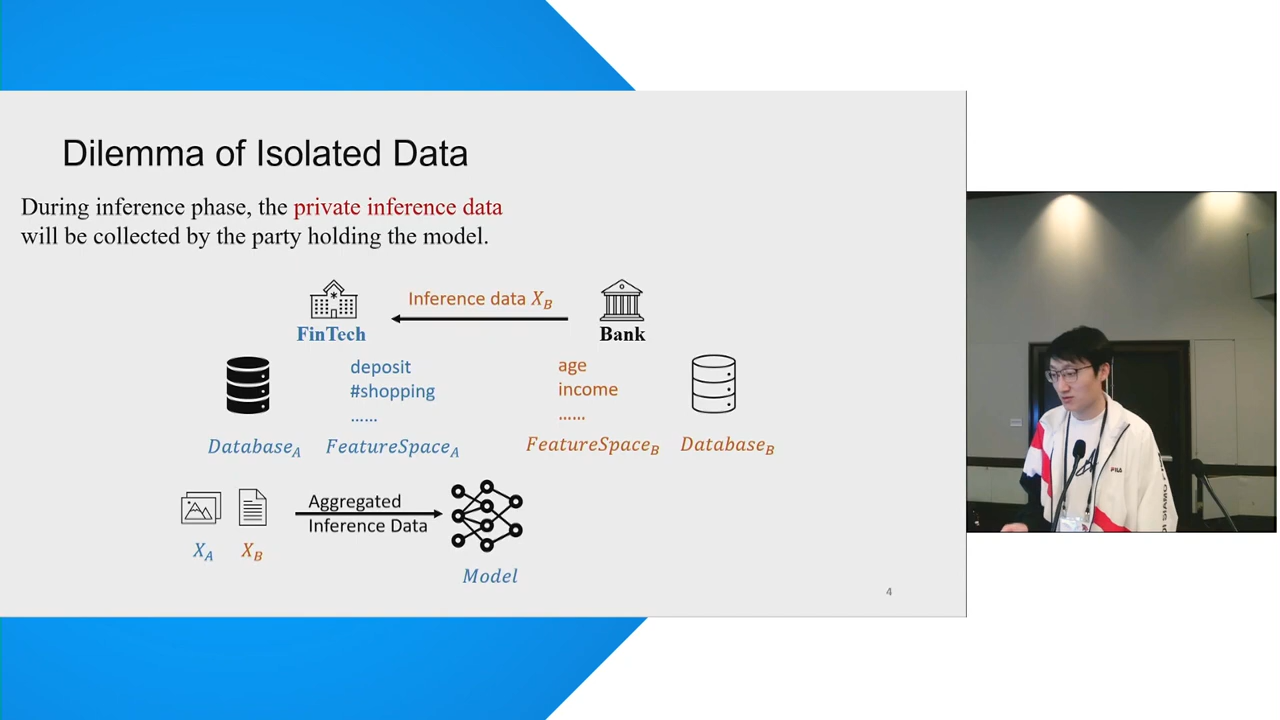 Dilemma of Isolated Data
During inference phase, the private inference data
will be collected by the party holding the model.
Inference data X_B
FinTech
Bank
deposit
#shopping
......
age
income
......
Database_A
FeatureSpace_A
FeatureSpace_B
Database_B
Aggregated
Inference Data
X_A
X_B
Model
4
FILA